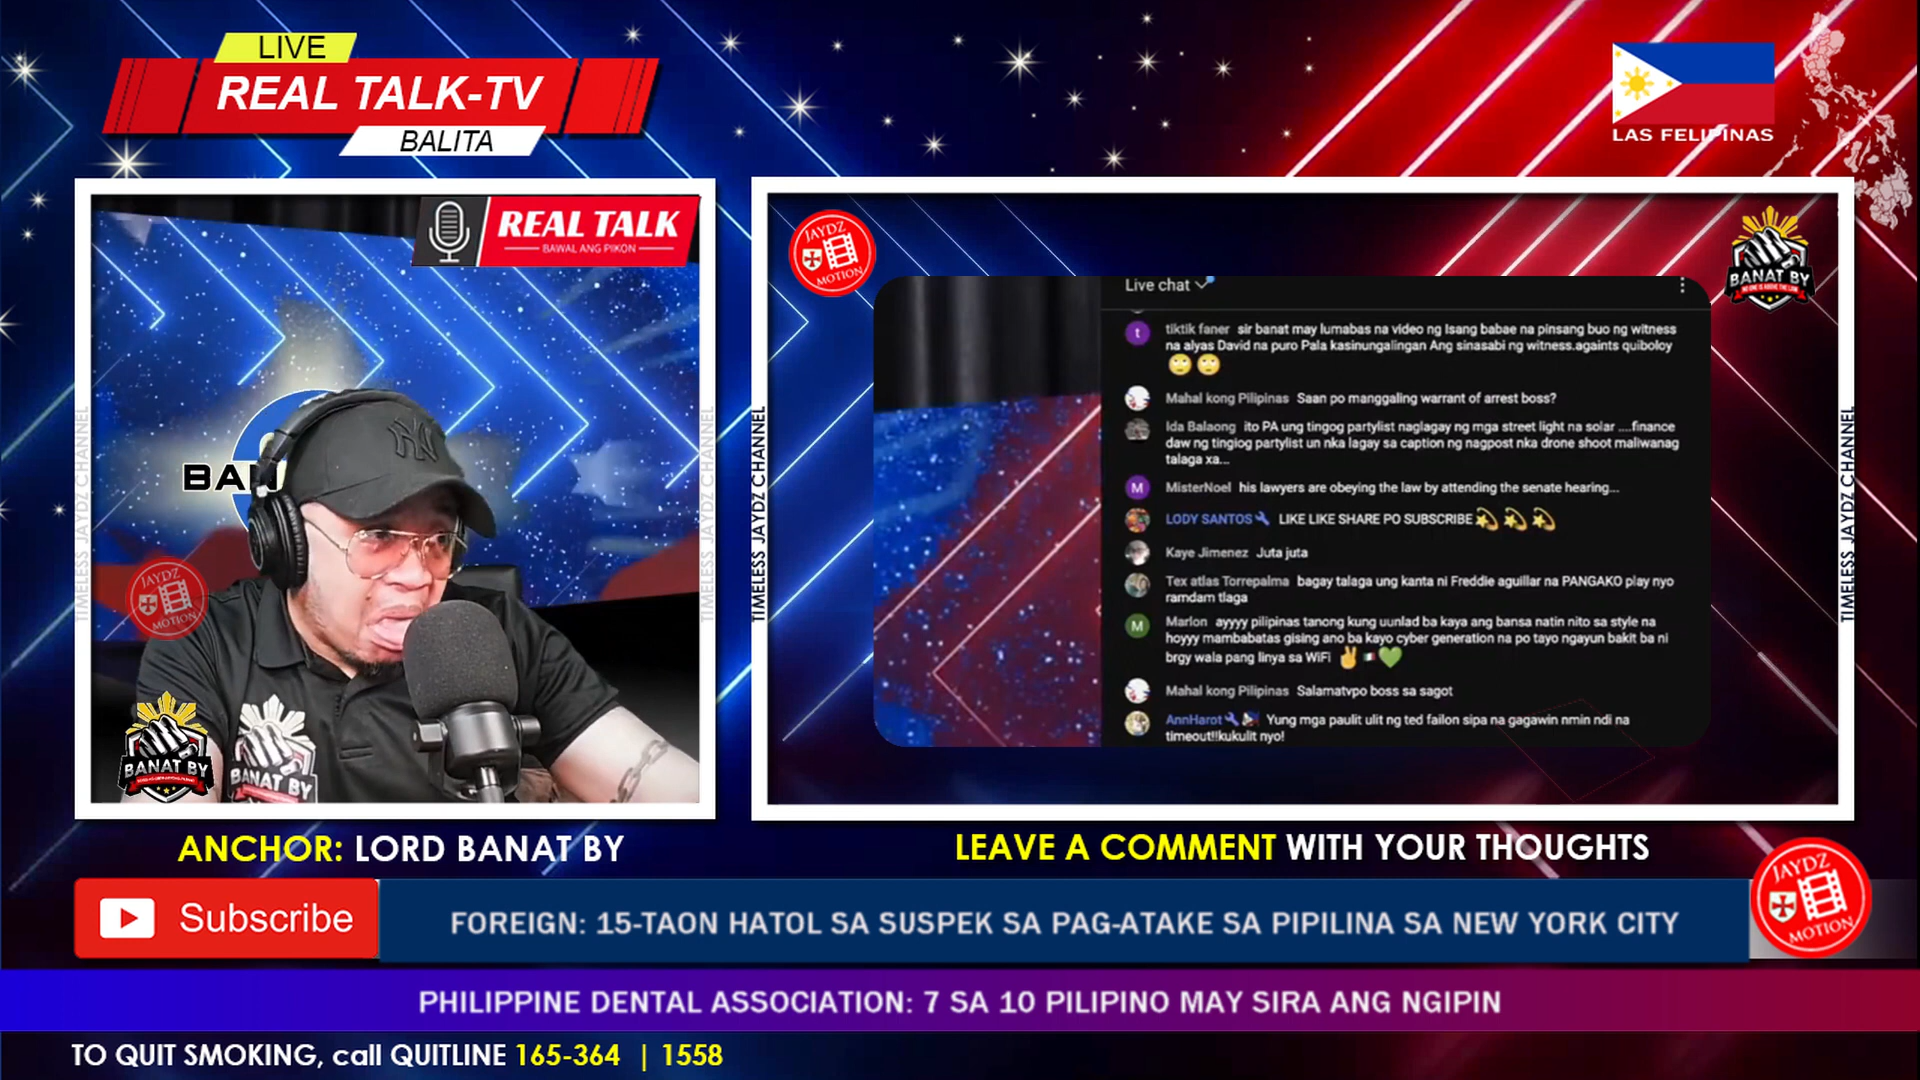 LIVE
REAL TALK-TV
BALITA
LAS FELIPINAS
REAL TALK
BAWAL ANG PIKON
BAN
JAYDZ
MOTION
BANAT BY
BANAT BY
TIMELESS JAYDZ CHANNEL
TIMELESS JAYDZ CHANNEL
TIMELESS JAYDZ CHANNEL
TIMELESS JAYDZ CHANNEL
JAYDZ
MOTION
BANAT BY
NO ONE IS ABOVE THE LAW
Live chat
t
tiktik faner sir banat may lumabas na video ng Isang babae na pinsang buo ng witness
na alyas David na puro Pala kasinungalingan Ang sinasabi ng witness.againts quiboloy
🙄 🙄
Mahal kong Pilipinas Saan po manggaling warrant of arrest boss?
Ida Balaong ito PA ung tingog partylist naglagay ng mga street light na solar ....finance
daw ng tingiog partylist un nka lagay sa caption ng nagpost nka drone shoot maliwanag
talaga xa...
M
MisterNoel his lawyers are obeying the law by attending the senate hearing...
LODY SANTOS LIKE LIKE SHARE PO SUBSCRIBE💫 💫 💫
Kaye Jimenez Juta juta
Tex atlas Torrepalma bagay talaga ung kanta ni Freddie aguillar na PANGAKO play nyo
ramdam tlaga
M
Marlon ayyyy pilipinas tanong kung uunlad ba kaya ang bansa natin nito sa style na
hoyyy mambabatas gising ano ba kayo cyber generation na po tayo ngayun bakit ba ni
brgy wala pang linya sa WiFi
Mahal kong Pilipinas Salamatvpo boss sa sagot
AnnHarot Yung mga paulit ulit ng ted failon sipa na gagawin nmin ndi na
timeout!!kukulit nyo!
ANCHOR: LORD BANAT BY
LEAVE A COMMENT WITH YOUR THOUGHTS
Subscribe
FOREIGN: 15-TAON HATOL SA SUSPEK SA PAG-ATAKE SA PIPILINA SA NEW YORK CITY
JAYDZ
MOTION
PHILIPPINE DENTAL ASSOCIATION: 7 SA 10 PILIPINO MAY SIRA ANG NGIPIN
TO QUIT SMOKING, call QUITLINE 165-364 | 1558